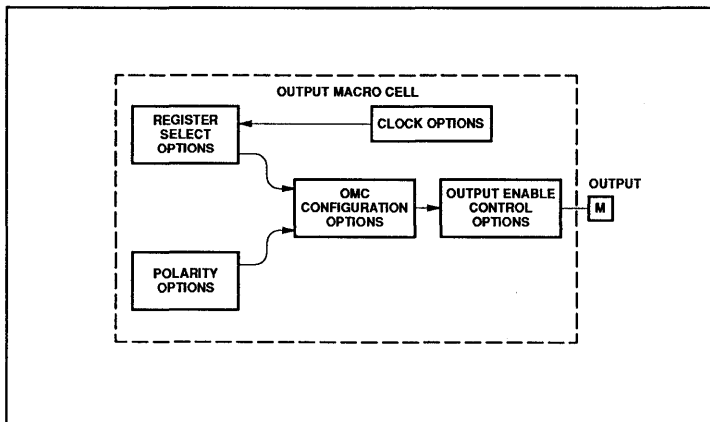 OUTPUT MACRO CELL
REGISTER
SELECT
OPTIONS
CLOCK OPTIONS
OMC
CONFIGURATION
OPTIONS
OUTPUT ENABLE
CONTROL
OPTIONS
OUTPUT
M
POLARITY
OPTIONS